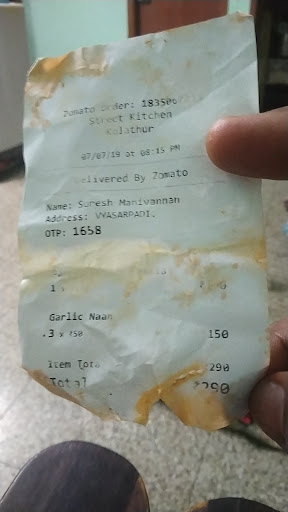 Zomato Order:
Street Kitchen
Kolathur
07/07/19 at 08:15 PM
Delivered By Zomato
Name: Suresh Manivannan
Address: VYASARPADI,
OTP: 1658
1
Garlic Naan
3 x ₹50
150
Item Total
₹290
Total
₹290